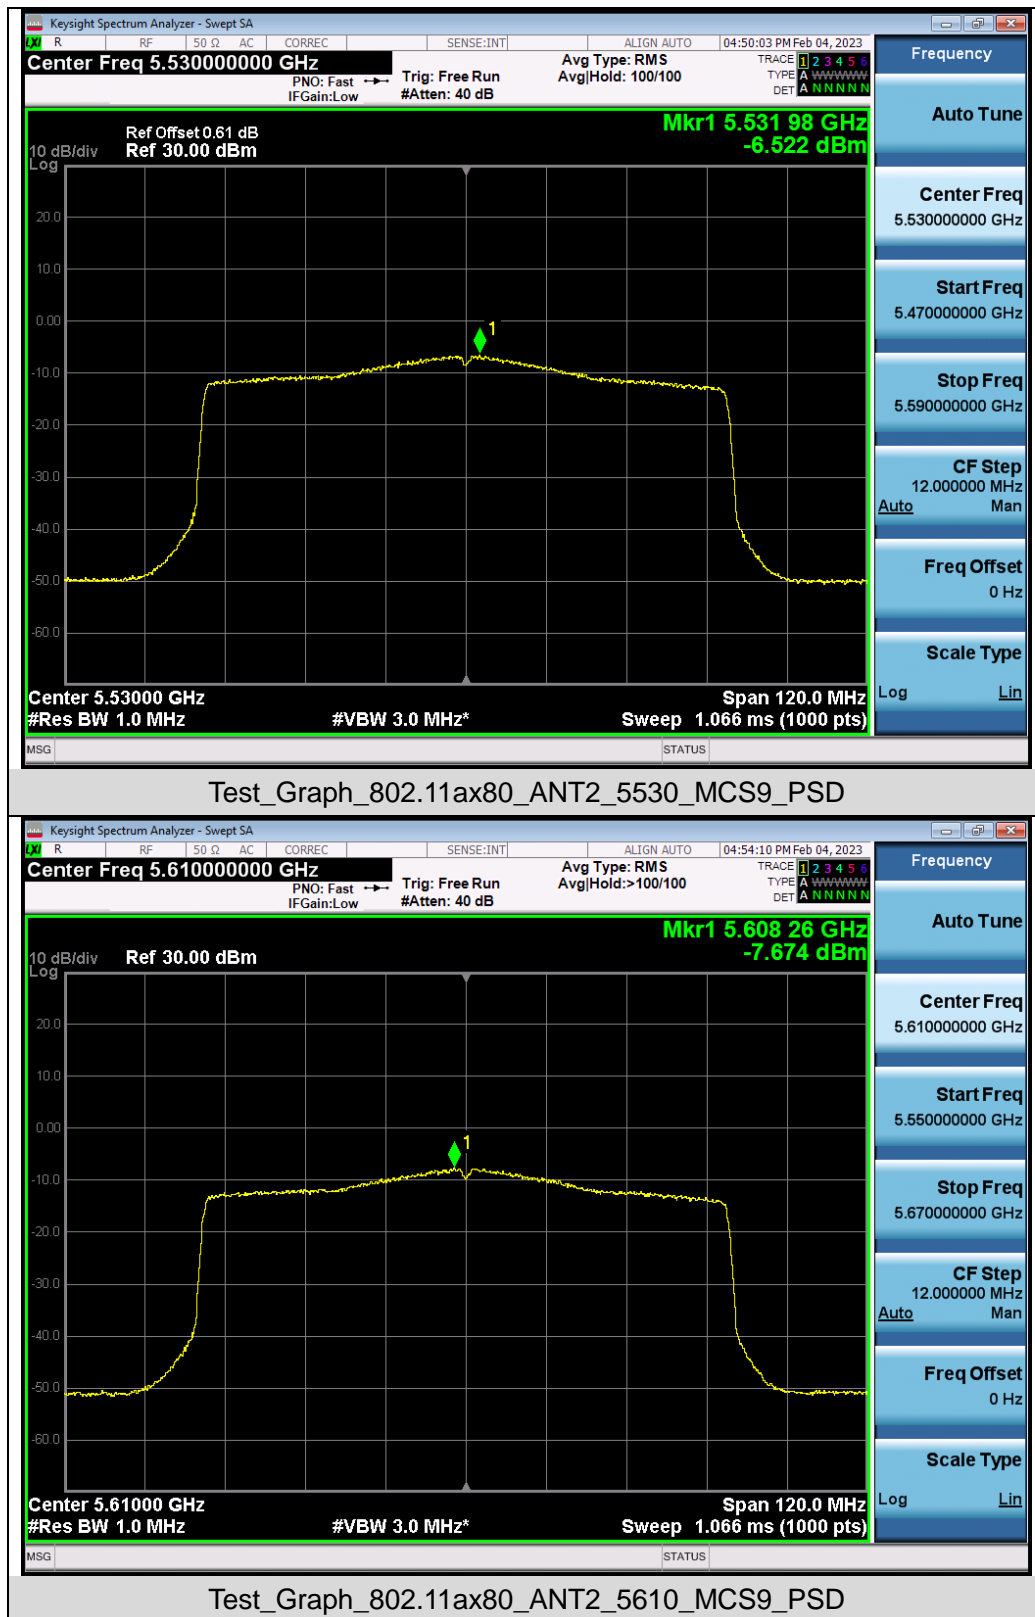 Keysight Spectrum Analyzer - Swept SA
LXI R RF 50 Ω AC CORREC SENSE:INT ALIGN AUTO 04:50:03 PM Feb 04, 2023
Center Freq 5.530000000 GHz
PNO: Fast
IFGain:Low
Trig: Free Run
#Atten: 40 dB
Avg Type: RMS
Avg|Hold: 100/100
TRACE 1 2 3 4 5 6
TYPE A WWWWW
DET A N N N N N
Mkr1 5.531 98 GHz
-6.522 dBm
Ref Offset 0.61 dB
10 dB/div Ref 30.00 dBm
Log
20.0
10.0
0.00
1
-10.0
-20.0
-30.0
-40.0
-50.0
-60.0
Center 5.53000 GHz Span 120.0 MHz
#Res BW 1.0 MHz #VBW 3.0 MHz* Sweep 1.066 ms (1000 pts)
MSG STATUS
Frequency
Auto Tune
Center Freq
5.530000000 GHz
Start Freq
5.470000000 GHz
Stop Freq
5.590000000 GHz
CF Step
12.000000 MHz
Auto Man
Freq Offset
0 Hz
Scale Type
Log Lin
Test_Graph_802.11ax80_ANT2_5530_MCS9_PSD
Keysight Spectrum Analyzer - Swept SA
LXI R RF 50 Ω AC CORREC SENSE:INT ALIGN AUTO 04:54:10 PM Feb 04, 2023
Center Freq 5.610000000 GHz
PNO: Fast
IFGain:Low
Trig: Free Run
#Atten: 40 dB
Avg Type: RMS
Avg|Hold:>100/100
TRACE 1 2 3 4 5 6
TYPE A WWWWW
DET A N N N N N
Mkr1 5.608 26 GHz
-7.674 dBm
10 dB/div Ref 30.00 dBm
Log
20.0
10.0
0.00
1
-10.0
-20.0
-30.0
-40.0
-50.0
-60.0
Center 5.61000 GHz Span 120.0 MHz
#Res BW 1.0 MHz #VBW 3.0 MHz* Sweep 1.066 ms (1000 pts)
MSG STATUS
Frequency
Auto Tune
Center Freq
5.610000000 GHz
Start Freq
5.550000000 GHz
Stop Freq
5.670000000 GHz
CF Step
12.000000 MHz
Auto Man
Freq Offset
0 Hz
Scale Type
Log Lin
Test_Graph_802.11ax80_ANT2_5610_MCS9_PSD